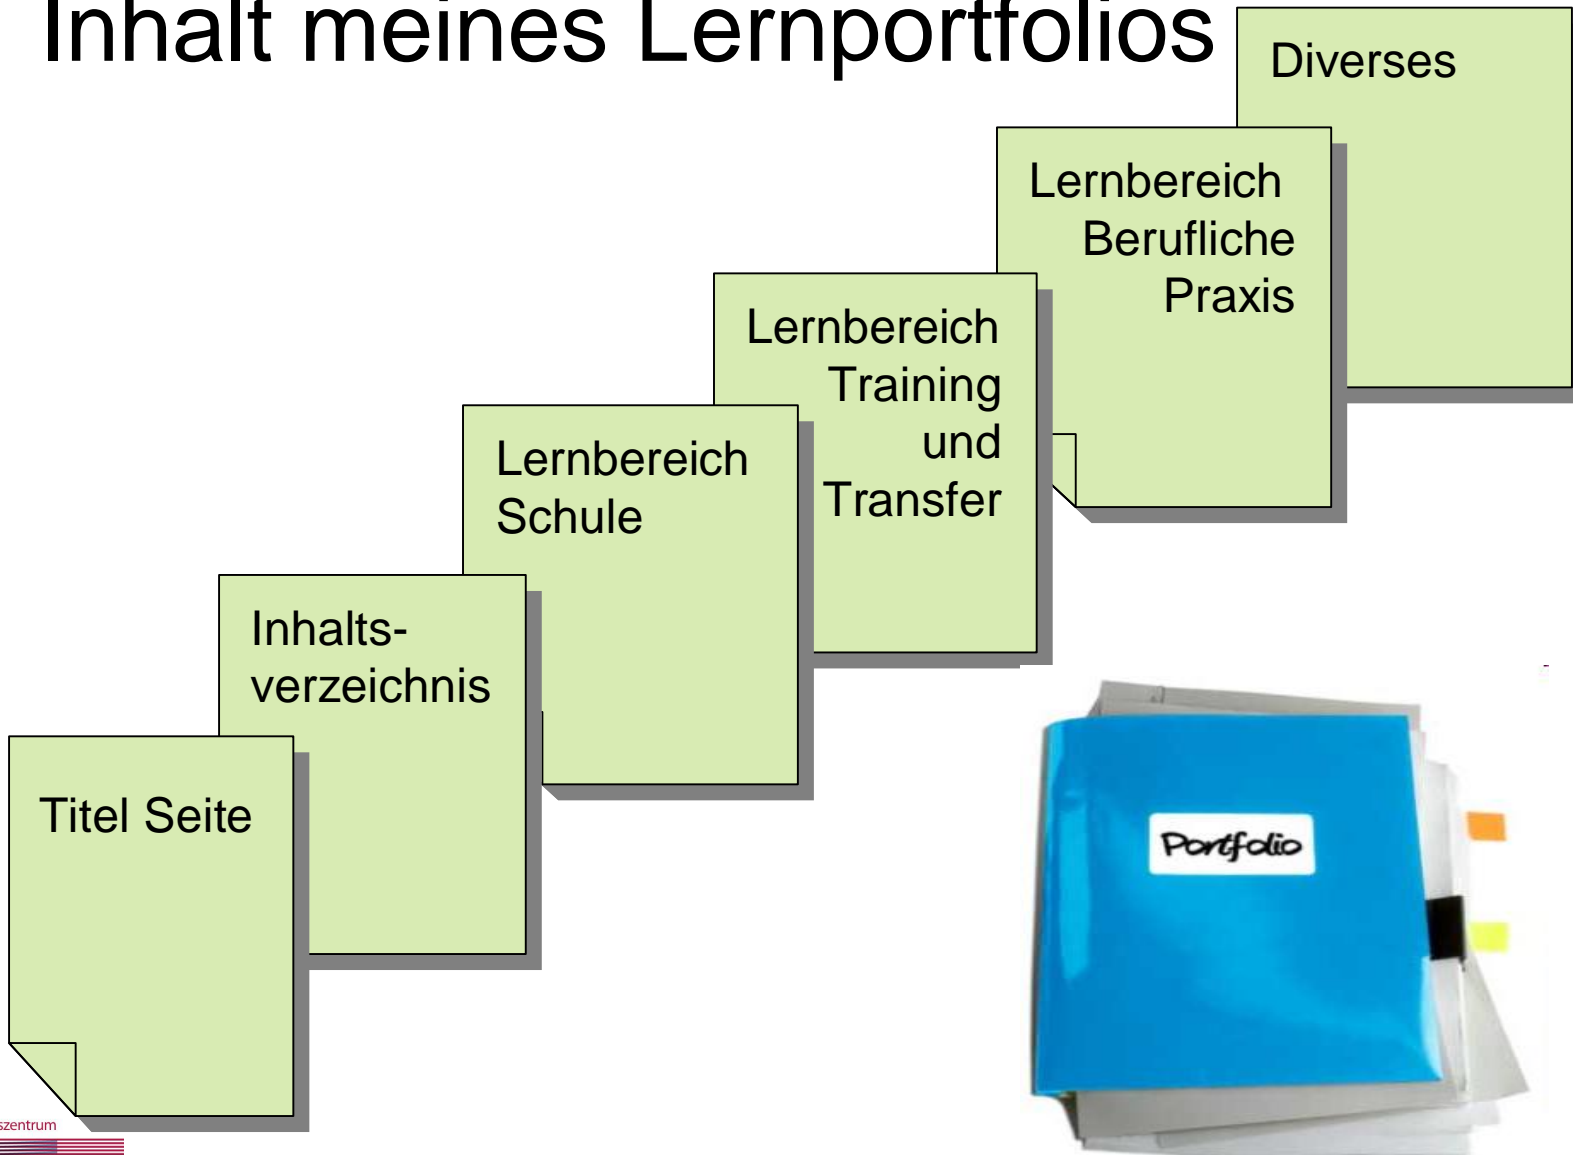 Inhalt meines Lernportfolios
Diverses
Lernbereich
Berufliche
Praxis
Lernbereich
Training
und
Transfer
Lernbereich
Schule
Inhalts-
verzeichnis
Titel Seite
Portfolio
szentrum